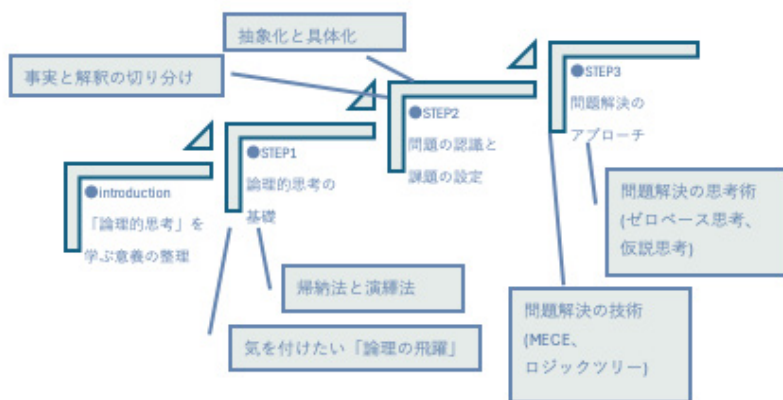 抽象化と具体化
事実と解釈の切り分け
●introduction
「論理的思考」を
学ぶ意義の整理
●STEP1
論理的思考の
基礎
●STEP2
問題の認識と
課題の設定
●STEP3
問題解決の
アプローチ
帰納法と演繹法
気を付けたい「論理の飛躍」
問題解決の思考術
(ゼロベース思考、
仮説思考)
問題解決の技術
(MECE、
ロジックツリー)